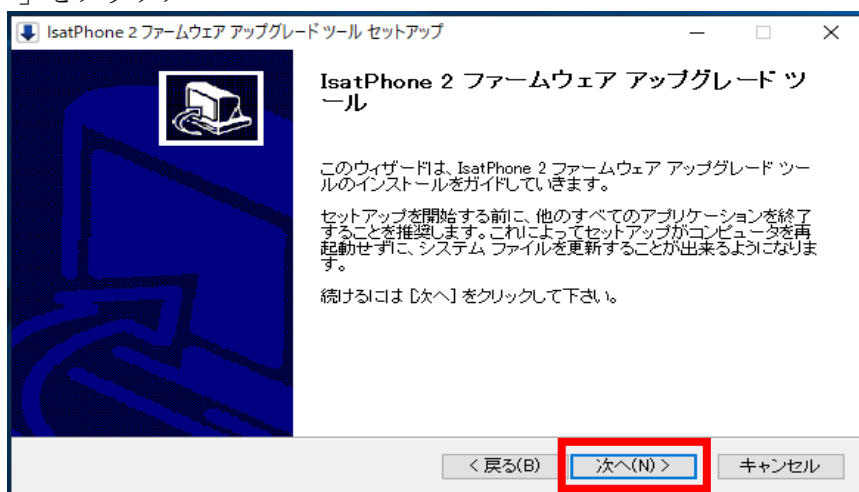 IsatPhone 2 ファームウェア アップグレード ツール セットアップ
IsatPhone 2 ファームウェア アップグレード ツ
ール
このウィザードは、IsatPhone 2 ファームウェア アップグレード ツー
ルのインストールをガイドしていきます。
セットアップを開始する前に、他のすべてのアプリケーションを終了
することを推奨します。これによってセットアップがコンピュータを再
起動せずに、システム ファイルを更新することが出来るようになりま
す。
続けるには [次へ] をクリックして下さい。
< 戻る(B)
次へ(N) >
キャンセル